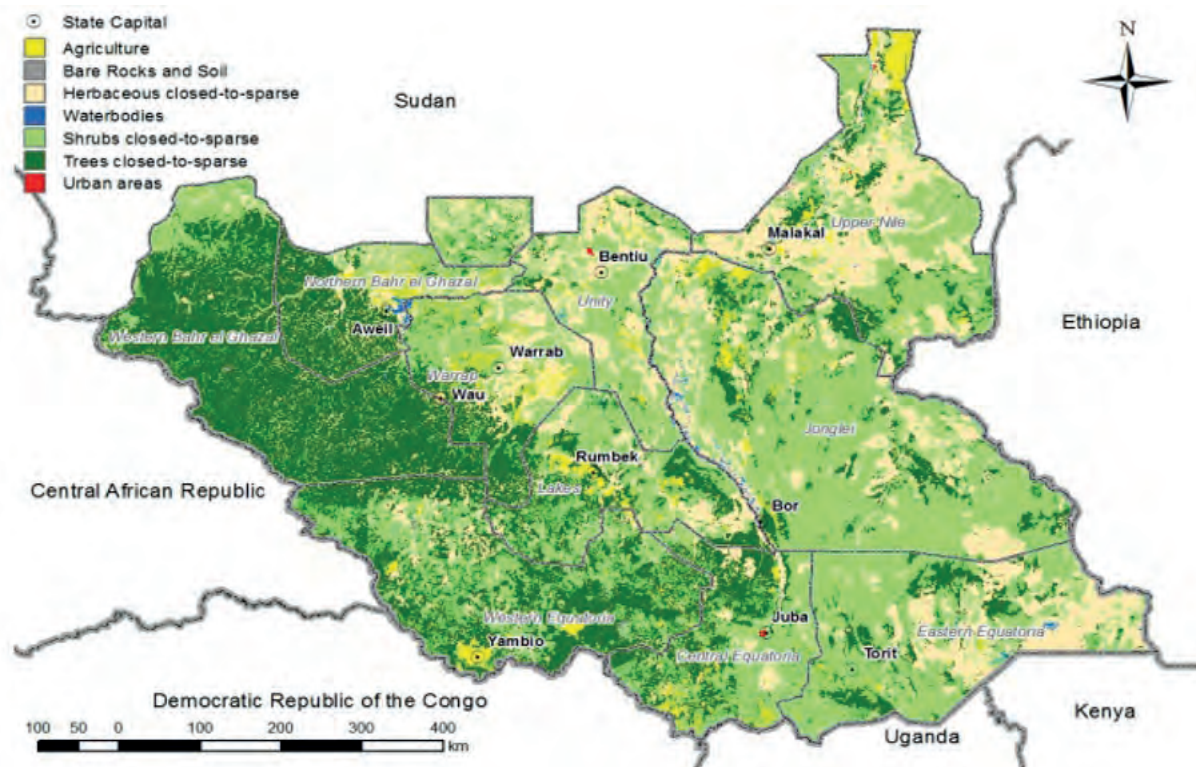 State Capital
Agriculture
Bare Rocks and Soil
Herbaceous closed-to-sparse
Waterbodies
Shrubs closed-to-sparse
Trees closed-to-sparse
Urban areas
N
Sudan
Upper Nile
Malakal
Bentiu
Northern Bahr el Ghazal
Unity
Ethiopia
Aweil
Western Bahr el Ghazal
Warrab
Warrap
Wau
Jonglei
Rumbek
Central African Republic
Lakes
Bor
Western Equatoria
Juba
Eastern Equatoria
Yambio
Central Equatoria
Torit
Democratic Republic of the Congo
Kenya
Uganda
100 50 0 100 200 300 400
km